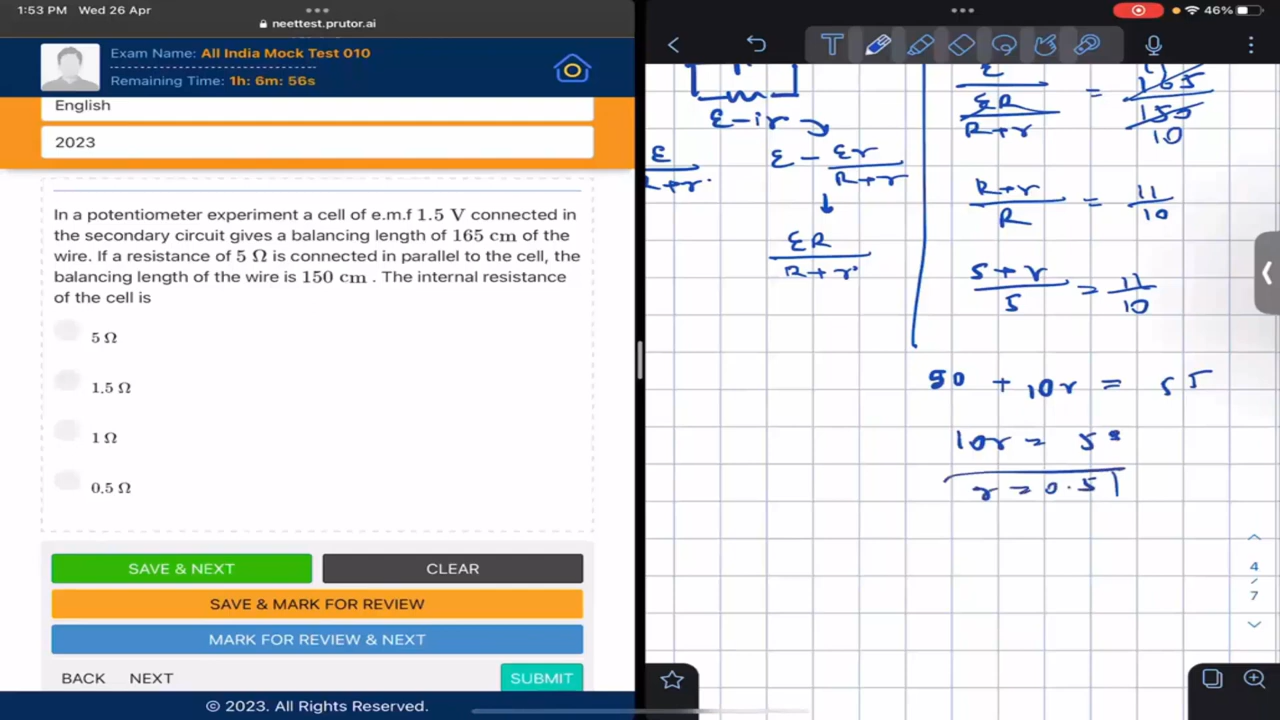 1:53 PM Wed 26 Apr
neettest.prutor.ai
46%
Exam Name: All India Mock Test 010
Remaining Time: 1h: 6m: 56s
English
2023
In a potentiometer experiment a cell of e.m.f 1.5 V connected in
the secondary circuit gives a balancing length of 165 cm of the
wire. If a resistance of 5 Ω is connected in parallel to the cell, the
balancing length of the wire is 150 cm . The internal resistance
of the cell is
5 Ω
1.5 Ω
1 Ω
0.5 Ω
SAVE & NEXT
CLEAR
SAVE & MARK FOR REVIEW
MARK FOR REVIEW & NEXT
BACK
NEXT
SUBMIT
© 2023. All Rights Reserved.
T
ε-ir
ε/R+r
ε - εr/R+r
εR/R+r
ε/εR/R+r = 165/150
11
10
R+r/R = 11/10
5+r/5 = 11/10
50 + 10r = 55
10r = 5
r = 0.5
4
/
7